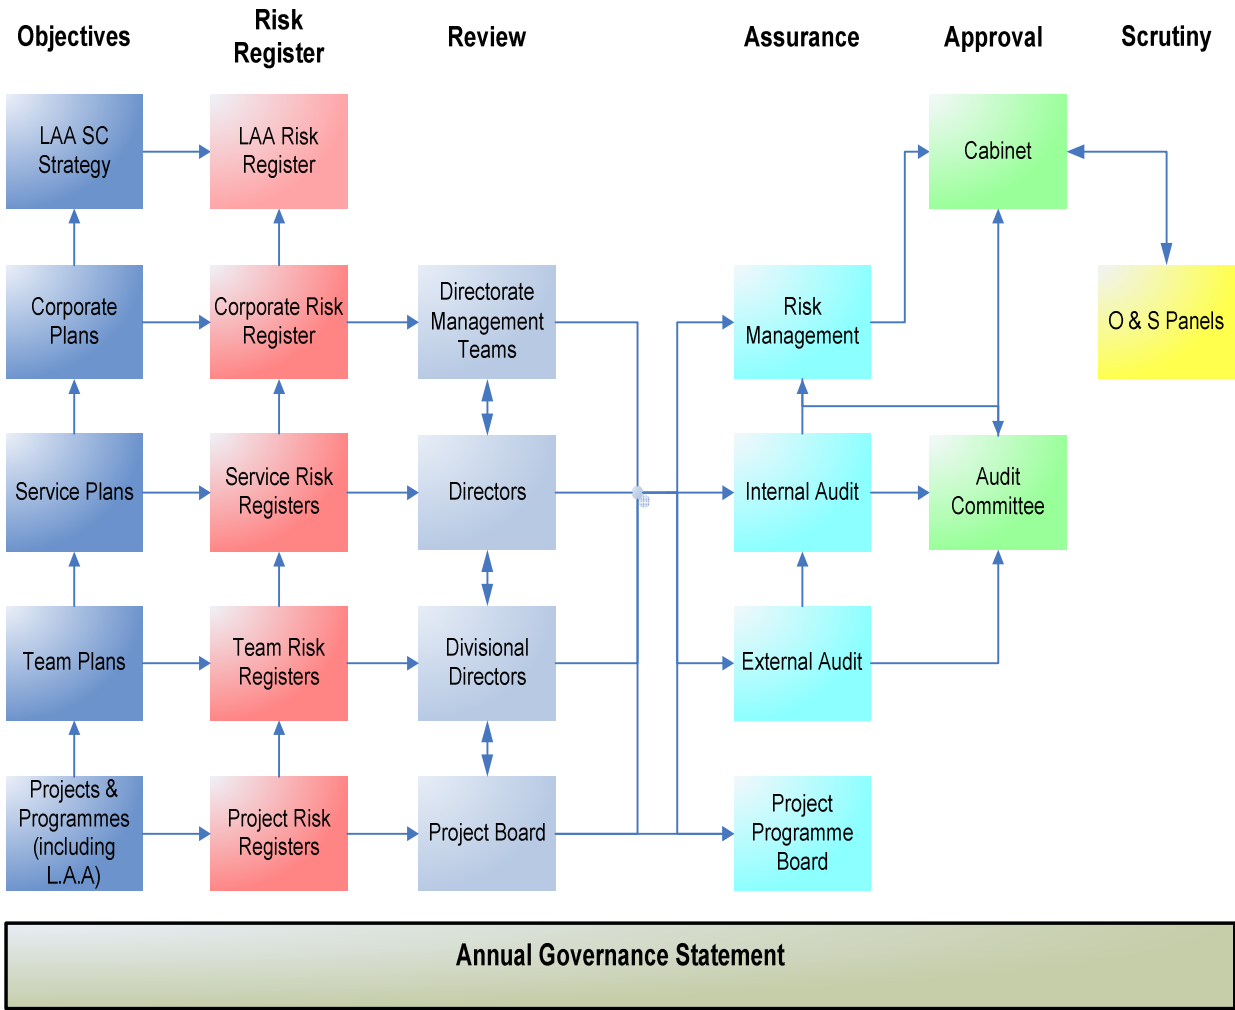 Objectives
Risk
Register
Review
Assurance
Approval
Scrutiny
LAA SC
Strategy
LAA Risk
Register
Cabinet
Corporate
Plans
Corporate Risk
Register
Directorate
Management
Teams
Risk
Management
O & S Panels
Service Plans
Service Risk
Registers
Directors
Internal Audit
Audit
Committee
Team Plans
Team Risk
Registers
Divisional
Directors
External Audit
Projects &
Programmes
(including
L.A.A)
Project Risk
Registers
Project Board
Project
Programme
Board
Annual Governance Statement